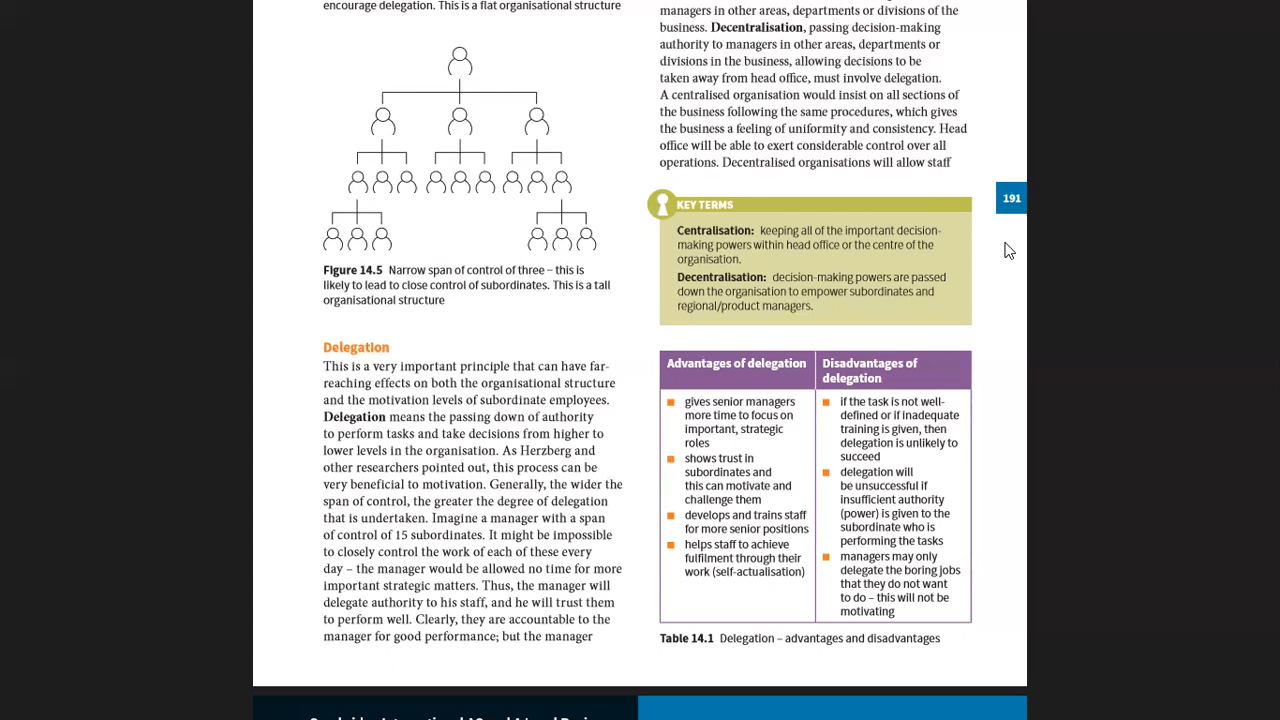 encourage delegation. This is a flat organisational structure
Figure 14.5 Narrow span of control of three – this is
likely to lead to close control of subordinates. This is a tall
organisational structure
Delegation
This is a very important principle that can have far-
reaching effects on both the organisational structure
and the motivation levels of subordinate employees.
Delegation means the passing down of authority
to perform tasks and take decisions from higher to
lower levels in the organisation. As Herzberg and
other researchers pointed out, this process can be
very beneficial to motivation. Generally, the wider the
span of control, the greater the degree of delegation
that is undertaken. Imagine a manager with a span
of control of 15 subordinates. It might be impossible
to closely control the work of each of these every
day – the manager would be allowed no time for more
important strategic matters. Thus, the manager will
delegate authority to his staff, and he will trust them
to perform well. Clearly, they are accountable to the
manager for good performance; but the manager
managers in other areas, departments or divisions of the
business. Decentralisation, passing decision-making
authority to managers in other areas, departments or
divisions in the business, allowing decisions to be
taken away from head office, must involve delegation.
A centralised organisation would insist on all sections of
the business following the same procedures, which gives
the business a feeling of uniformity and consistency. Head
office will be able to exert considerable control over all
operations. Decentralised organisations will allow staff
191
KEY TERMS
Centralisation: keeping all of the important decision-
making powers within head office or the centre of the
organisation.
Decentralisation: decision-making powers are passed
down the organisation to empower subordinates and
regional/product managers.
Advantages of delegation
gives senior managers
more time to focus on
important, strategic
roles
shows trust in
subordinates and
this can motivate and
challenge them
develops and trains staff
for more senior positions
helps staff to achieve
fulfilment through their
work (self-actualisation)
Disadvantages of
delegation
if the task is not well-
defined or if inadequate
training is given, then
delegation is unlikely to
succeed
delegation will
be unsuccessful if
insufficient authority
(power) is given to the
subordinate who is
performing the tasks
managers may only
delegate the boring jobs
that they do not want
to do – this will not be
motivating
Table 14.1 Delegation – advantages and disadvantages